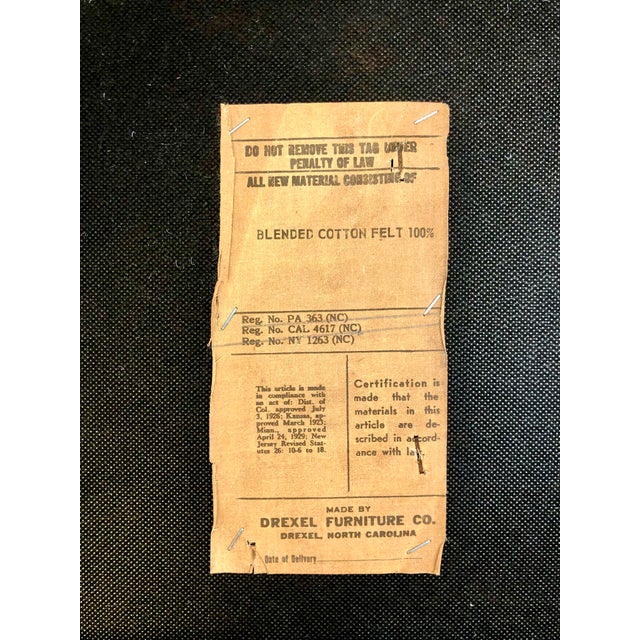 DO NOT REMOVE THIS TAG UNDER
PENALTY OF LAW
ALL NEW MATERIAL CONSISTING OF
BLENDED COTTON FELT 100%
Reg. No. PA 363 (NC)
Reg. No. CAL 4617 (NC)
Reg. No. NY 1263 (NC)
This article is made
in compliance with
an act of: Dist. of
Col. approved July
3, 1926; Kansas, ap-
proved March 1923;
Minn., approved
April 24, 1929; New
Jersey Revised Stat-
utes 26: 10-6 to 18.
Certification is
made that the
materials in this
article are de-
scribed in accord-
ance with law.
MADE BY
DREXEL FURNITURE CO.
DREXEL, NORTH CAROLINA
Date of Delivery